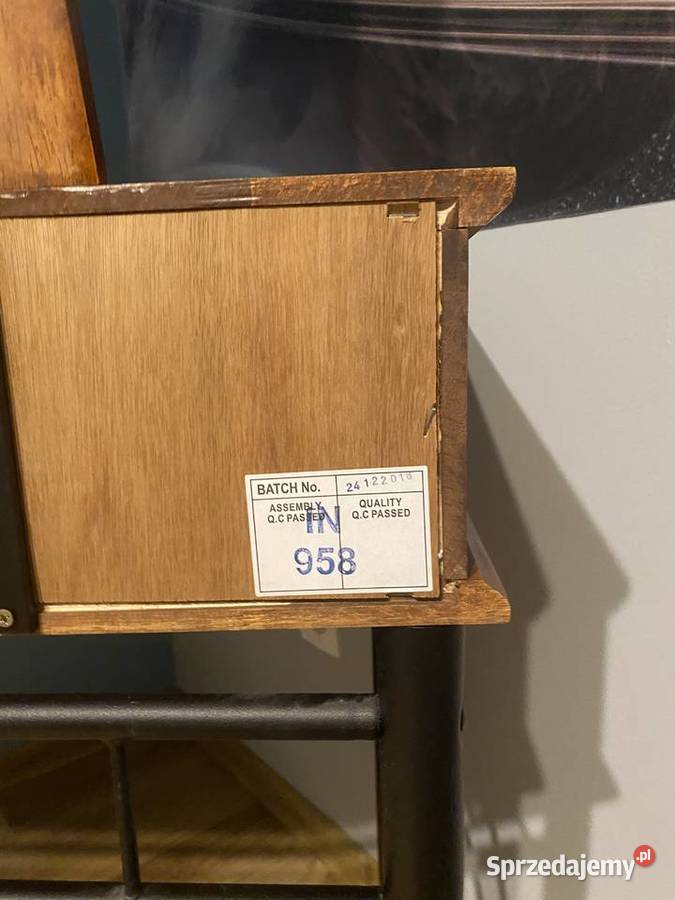 BATCH No. 24122018
ASSEMBLY QUALITY
Q.C PASSED Q.C PASSED
IN
958
Sprzedajemy.pl